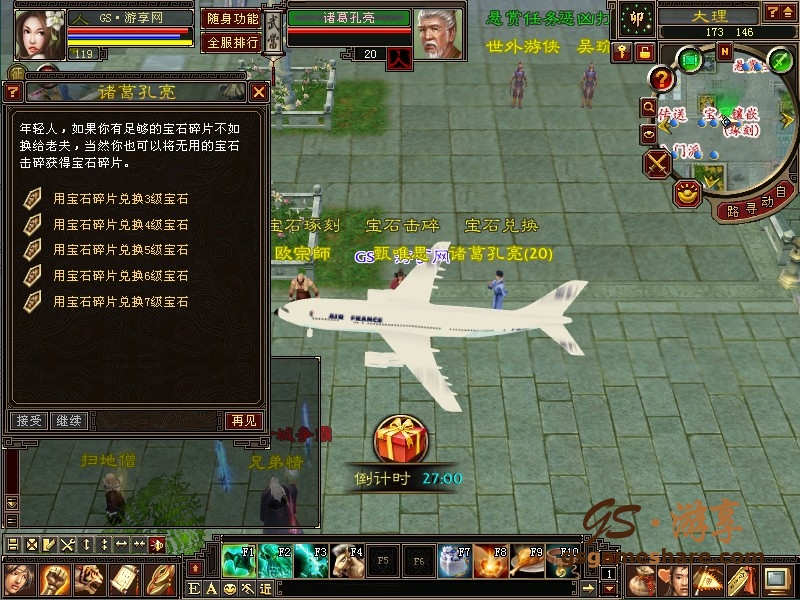 人 GS·游享网
119
随身功能
全服排行
武當
诸葛孔亮
20
悬赏任务恶凶
世外游侠 吴玠
卯
大理
173 146
N
传送
镶嵌
(琢刻)
门派
自动寻路
诸葛孔亮
年轻人，如果你有足够的宝石碎片不如
换给老夫，当然你也可以将无用的宝石
击碎获得宝石碎片。
用宝石碎片兑换3级宝石
用宝石碎片兑换4级宝石
用宝石碎片兑换5级宝石
用宝石碎片兑换6级宝石
用宝石碎片兑换7级宝石
接受 继续 再见
宝石琢刻 宝石击碎 宝石兑换
欧宗師 甄唯思 诸葛孔亮(20)
AIR FRANCE
扫地僧 兄弟情
倒计时 27:00
GS·游享
F1 F2 F3 F4 F5 F6 F7 F8 F9 F10
E A 近
1